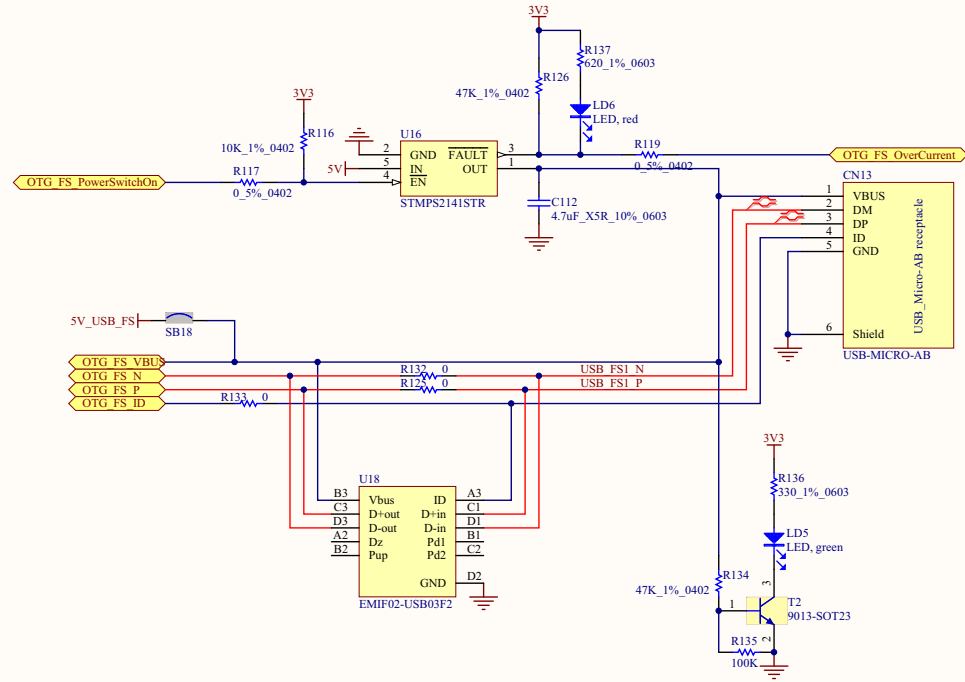 3V3
R137
620_1%_0603
R126
47K_1%_0402
LD6
LED, red
3V3
R116
10K_1%_0402
U16
2 GND FAULT 3
5V 5 IN OUT 1
4 EN
STMPS2141STR
R119
0_5%_0402
OTG_FS_OverCurrent
OTG_FS_PowerSwitchOn
R117
0_5%_0402
C112
4.7uF_X5R_10%_0603
CN13
1 VBUS
2 DM
3 DP
4 ID
5 GND
6 Shield
USB_Micro-AB receptacle
USB-MICRO-AB
5V_USB_FS
SB18
OTG_FS_VBUS
OTG_FS_N
OTG_FS_P
OTG_FS_ID
R132 0
R125 0
R133 0
USB_FS1_N
USB_FS1_P
U18
B3 Vbus ID A3
C3 D+out D+in C1
D3 D-out D-in D1
A2 Dz Pd1 B1
B2 Pup Pd2 C2
GND D2
EMIF02-USB03F2
3V3
R136
330_1%_0603
LD5
LED, green
R134
47K_1%_0402
3
1
T2
9013-SOT23
2
R135
100K